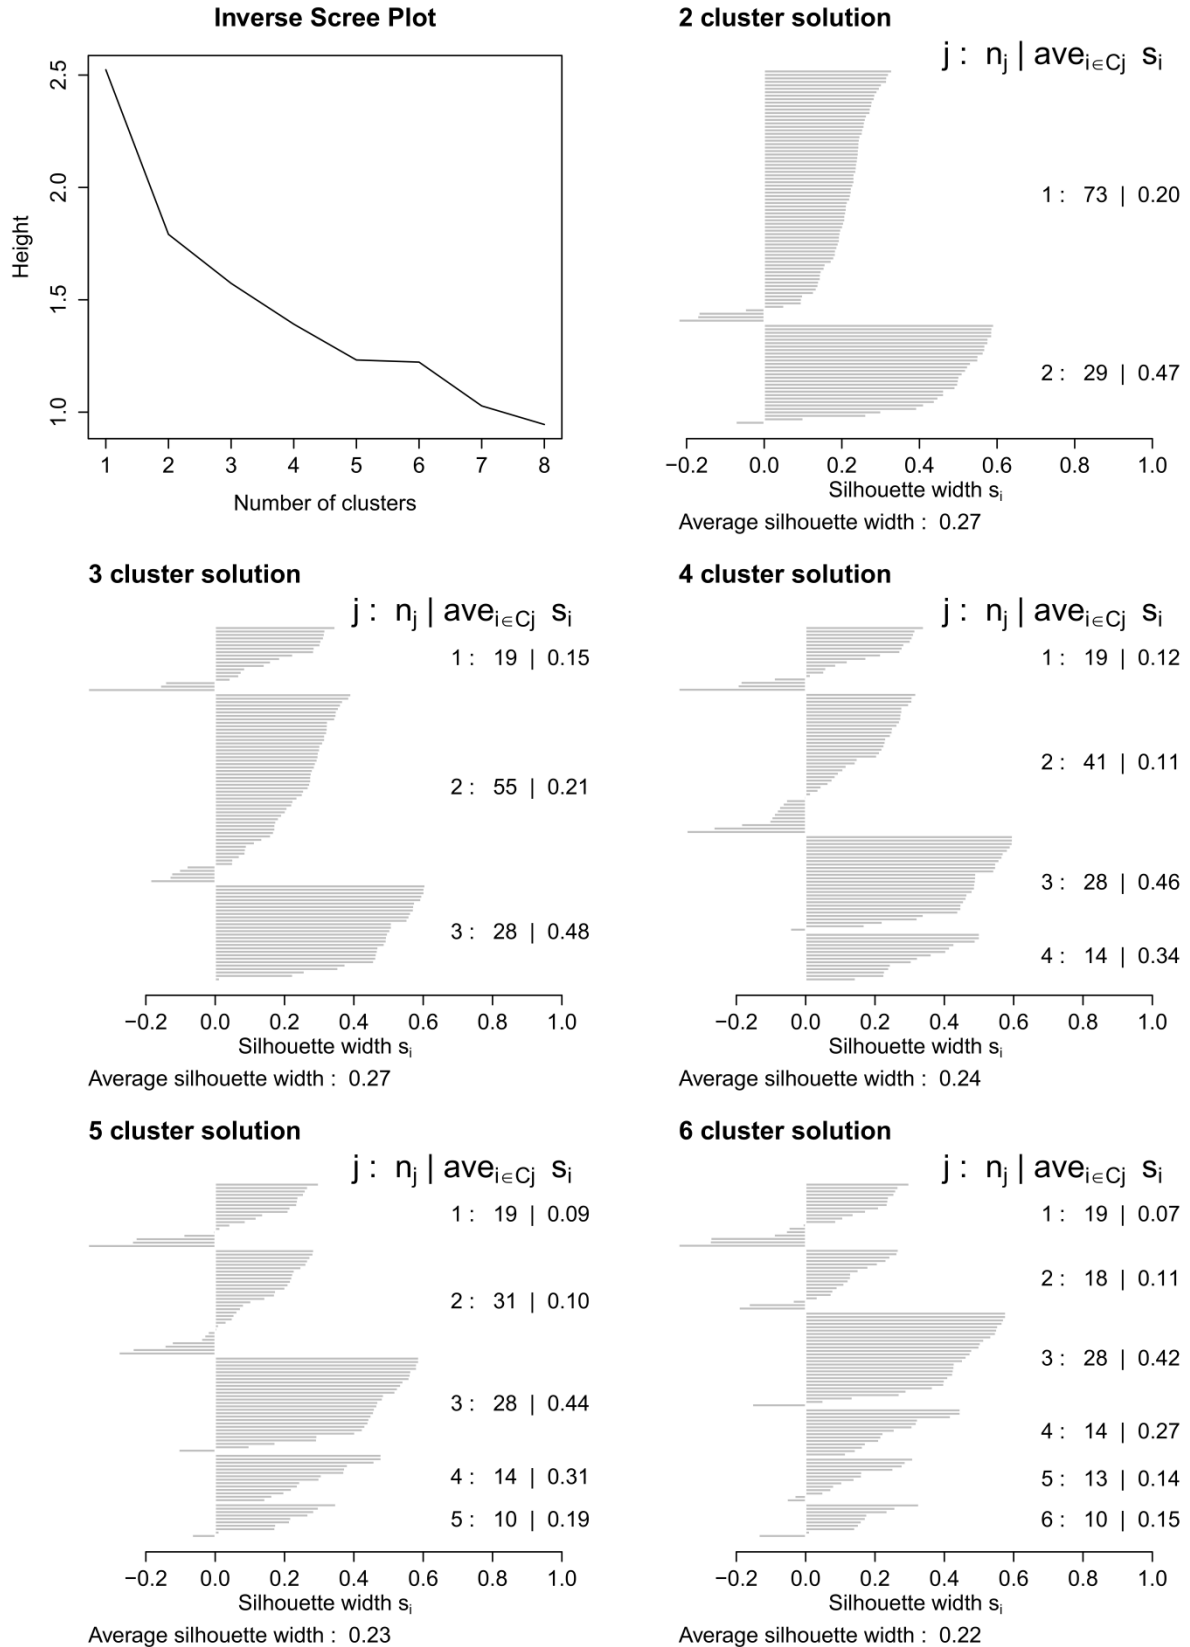 Inverse Scree Plot
Height
2.5
2.0
1.5
1.0
1 2 3 4 5 6 7 8
Number of clusters
2 cluster solution
j : nj | avei∈Cj si
1 : 73 | 0.20
2 : 29 | 0.47
−0.2 0.0 0.2 0.4 0.6 0.8 1.0
Silhouette width si
Average silhouette width : 0.27
3 cluster solution
j : nj | avei∈Cj si
1 : 19 | 0.15
2 : 55 | 0.21
3 : 28 | 0.48
−0.2 0.0 0.2 0.4 0.6 0.8 1.0
Silhouette width si
Average silhouette width : 0.27
4 cluster solution
j : nj | avei∈Cj si
1 : 19 | 0.12
2 : 41 | 0.11
3 : 28 | 0.46
4 : 14 | 0.34
−0.2 0.0 0.2 0.4 0.6 0.8 1.0
Silhouette width si
Average silhouette width : 0.24
5 cluster solution
j : nj | avei∈Cj si
1 : 19 | 0.09
2 : 31 | 0.10
3 : 28 | 0.44
4 : 14 | 0.31
5 : 10 | 0.19
−0.2 0.0 0.2 0.4 0.6 0.8 1.0
Silhouette width si
Average silhouette width : 0.23
6 cluster solution
j : nj | avei∈Cj si
1 : 19 | 0.07
2 : 18 | 0.11
3 : 28 | 0.42
4 : 14 | 0.27
5 : 13 | 0.14
6 : 10 | 0.15
−0.2 0.0 0.2 0.4 0.6 0.8 1.0
Silhouette width si
Average silhouette width : 0.22